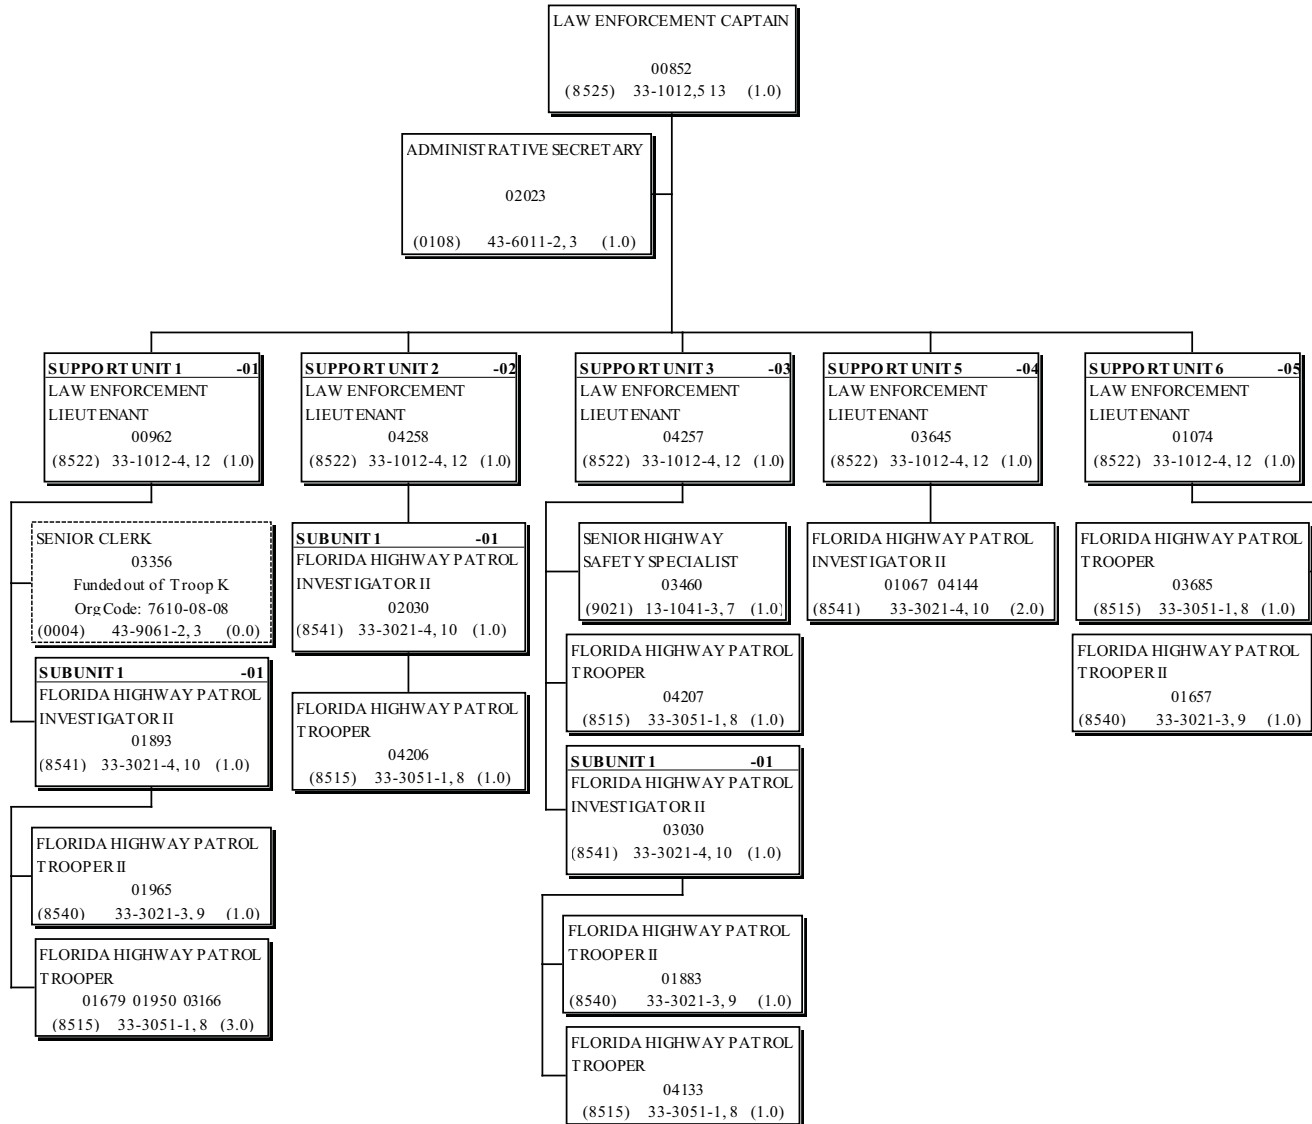 LAW ENFORCEMENT CAPTAIN
00852
(8525) 33-1012,5 13 (1.0)
ADMINISTRATIVE SECRETARY
02023
(0108) 43-6011-2, 3 (1.0)
SUPPORT UNIT 1 -01
LAW ENFORCEMENT
LIEUTENANT
00962
(8522) 33-1012-4, 12 (1.0)
SENIOR CLERK
03356
Funded out of Troop K
Org Code: 7610-08-08
(0004) 43-9061-2, 3 (0.0)
SUBUNIT 1 -01
FLORIDA HIGHWAY PATROL
INVESTIGATOR II
01893
(8541) 33-3021-4, 10 (1.0)
FLORIDA HIGHWAY PATROL
TROOPER II
01965
(8540) 33-3021-3, 9 (1.0)
FLORIDA HIGHWAY PATROL
TROOPER
01679 01950 03166
(8515) 33-3051-1, 8 (3.0)
SUPPORT UNIT 2 -02
LAW ENFORCEMENT
LIEUTENANT
04258
(8522) 33-1012-4, 12 (1.0)
SUBUNIT 1 -01
FLORIDA HIGHWAY PATROL
INVESTIGATOR II
02030
(8541) 33-3021-4, 10 (1.0)
FLORIDA HIGHWAY PATROL
TROOPER
04206
(8515) 33-3051-1, 8 (1.0)
SUPPORT UNIT 3 -03
LAW ENFORCEMENT
LIEUTENANT
04257
(8522) 33-1012-4, 12 (1.0)
SENIOR HIGHWAY
SAFETY SPECIALIST
03460
(9021) 13-1041-3, 7 (1.0)
FLORIDA HIGHWAY PATROL
TROOPER
04207
(8515) 33-3051-1, 8 (1.0)
SUBUNIT 1 -01
FLORIDA HIGHWAY PATROL
INVESTIGATOR II
03030
(8541) 33-3021-4, 10 (1.0)
FLORIDA HIGHWAY PATROL
TROOPER II
01883
(8540) 33-3021-3, 9 (1.0)
FLORIDA HIGHWAY PATROL
TROOPER
04133
(8515) 33-3051-1, 8 (1.0)
SUPPORT UNIT 5 -04
LAW ENFORCEMENT
LIEUTENANT
03645
(8522) 33-1012-4, 12 (1.0)
FLORIDA HIGHWAY PATROL
INVESTIGATOR II
01067 04144
(8541) 33-3021-4, 10 (2.0)
SUPPORT UNIT 6 -05
LAW ENFORCEMENT
LIEUTENANT
01074
(8522) 33-1012-4, 12 (1.0)
FLORIDA HIGHWAY PATROL
TROOPER
03685
(8515) 33-3051-1, 8 (1.0)
FLORIDA HIGHWAY PATROL
TROOPER II
01657
(8540) 33-3021-3, 9 (1.0)